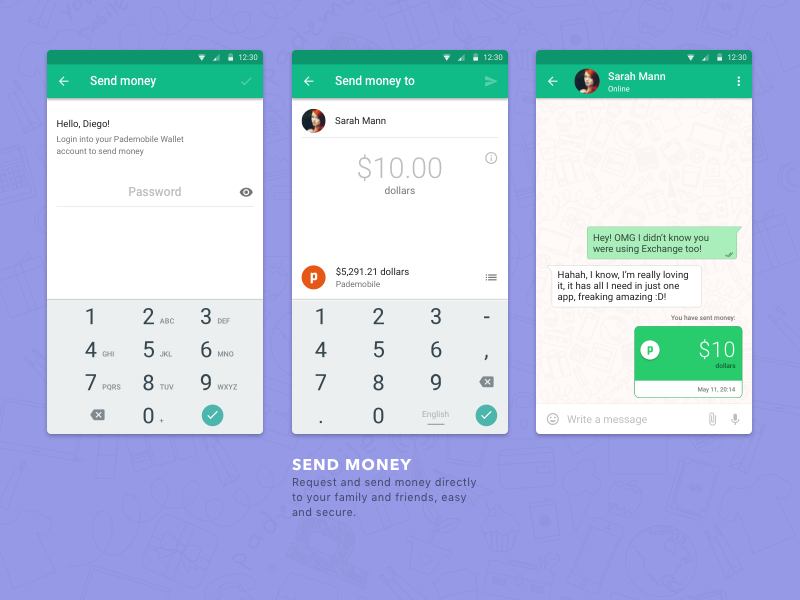 12:30
Send money
Hello, Diego!
Login into your Pademobile Wallet
account to send money
Password
1 2 ABC 3 DEF
4 GHI 5 JKL 6 MNO
7 PQRS 8 TUV 9 WXYZ
0 +
12:30
Send money to
Sarah Mann
$10.00
dollars
$5,291.21 dollars
Pademobile
1 2 3 -
4 5 6 ,
7 8 9
. 0 English
12:30
Sarah Mann
Online
Hey! OMG I didn't know you
were using Exchange too!
Hahah, I know, I'm really loving
it, it has all I need in just one
app, freaking amazing :D!
You have sent money:
p $10
dollars
May 11, 20:14
Write a message
SEND MONEY
Request and send money directly
to your family and friends, easy
and secure.